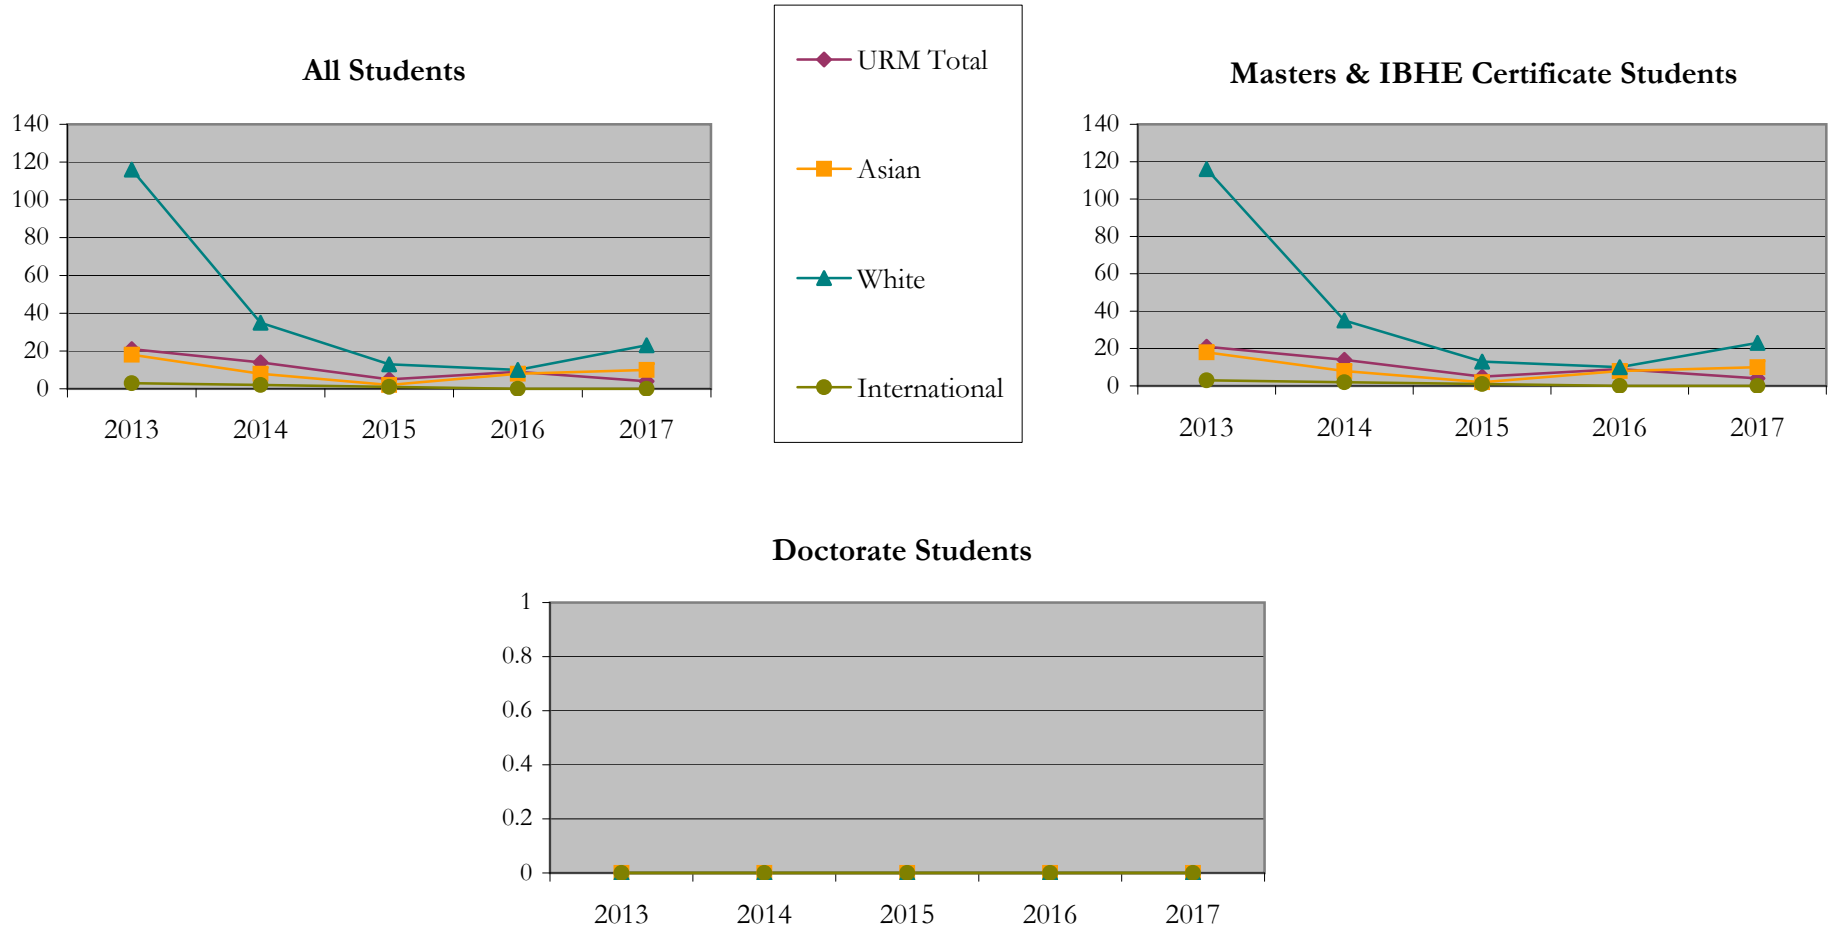 All Students
140
120
100
80
60
40
20
0
2013 2014 2015 2016 2017
URM Total
Asian
White
International
Masters & IBHE Certificate Students
140
120
100
80
60
40
20
0
2013 2014 2015 2016 2017
Doctorate Students
1
0.8
0.6
0.4
0.2
0
2013 2014 2015 2016 2017